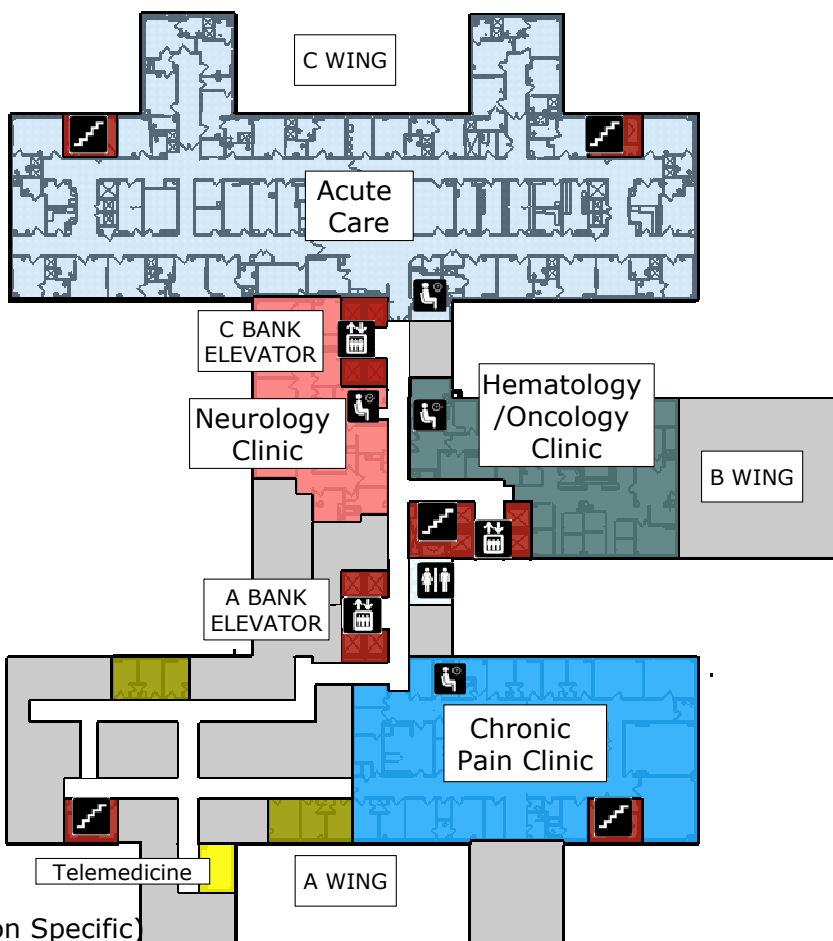 C WING
Acute
Care
C BANK
ELEVATOR
Neurology
Clinic
Hematology
/Oncology
Clinic
B WING
A BANK
ELEVATOR
Chronic
Pain Clinic
Telemedicine
A WING
on Specific)